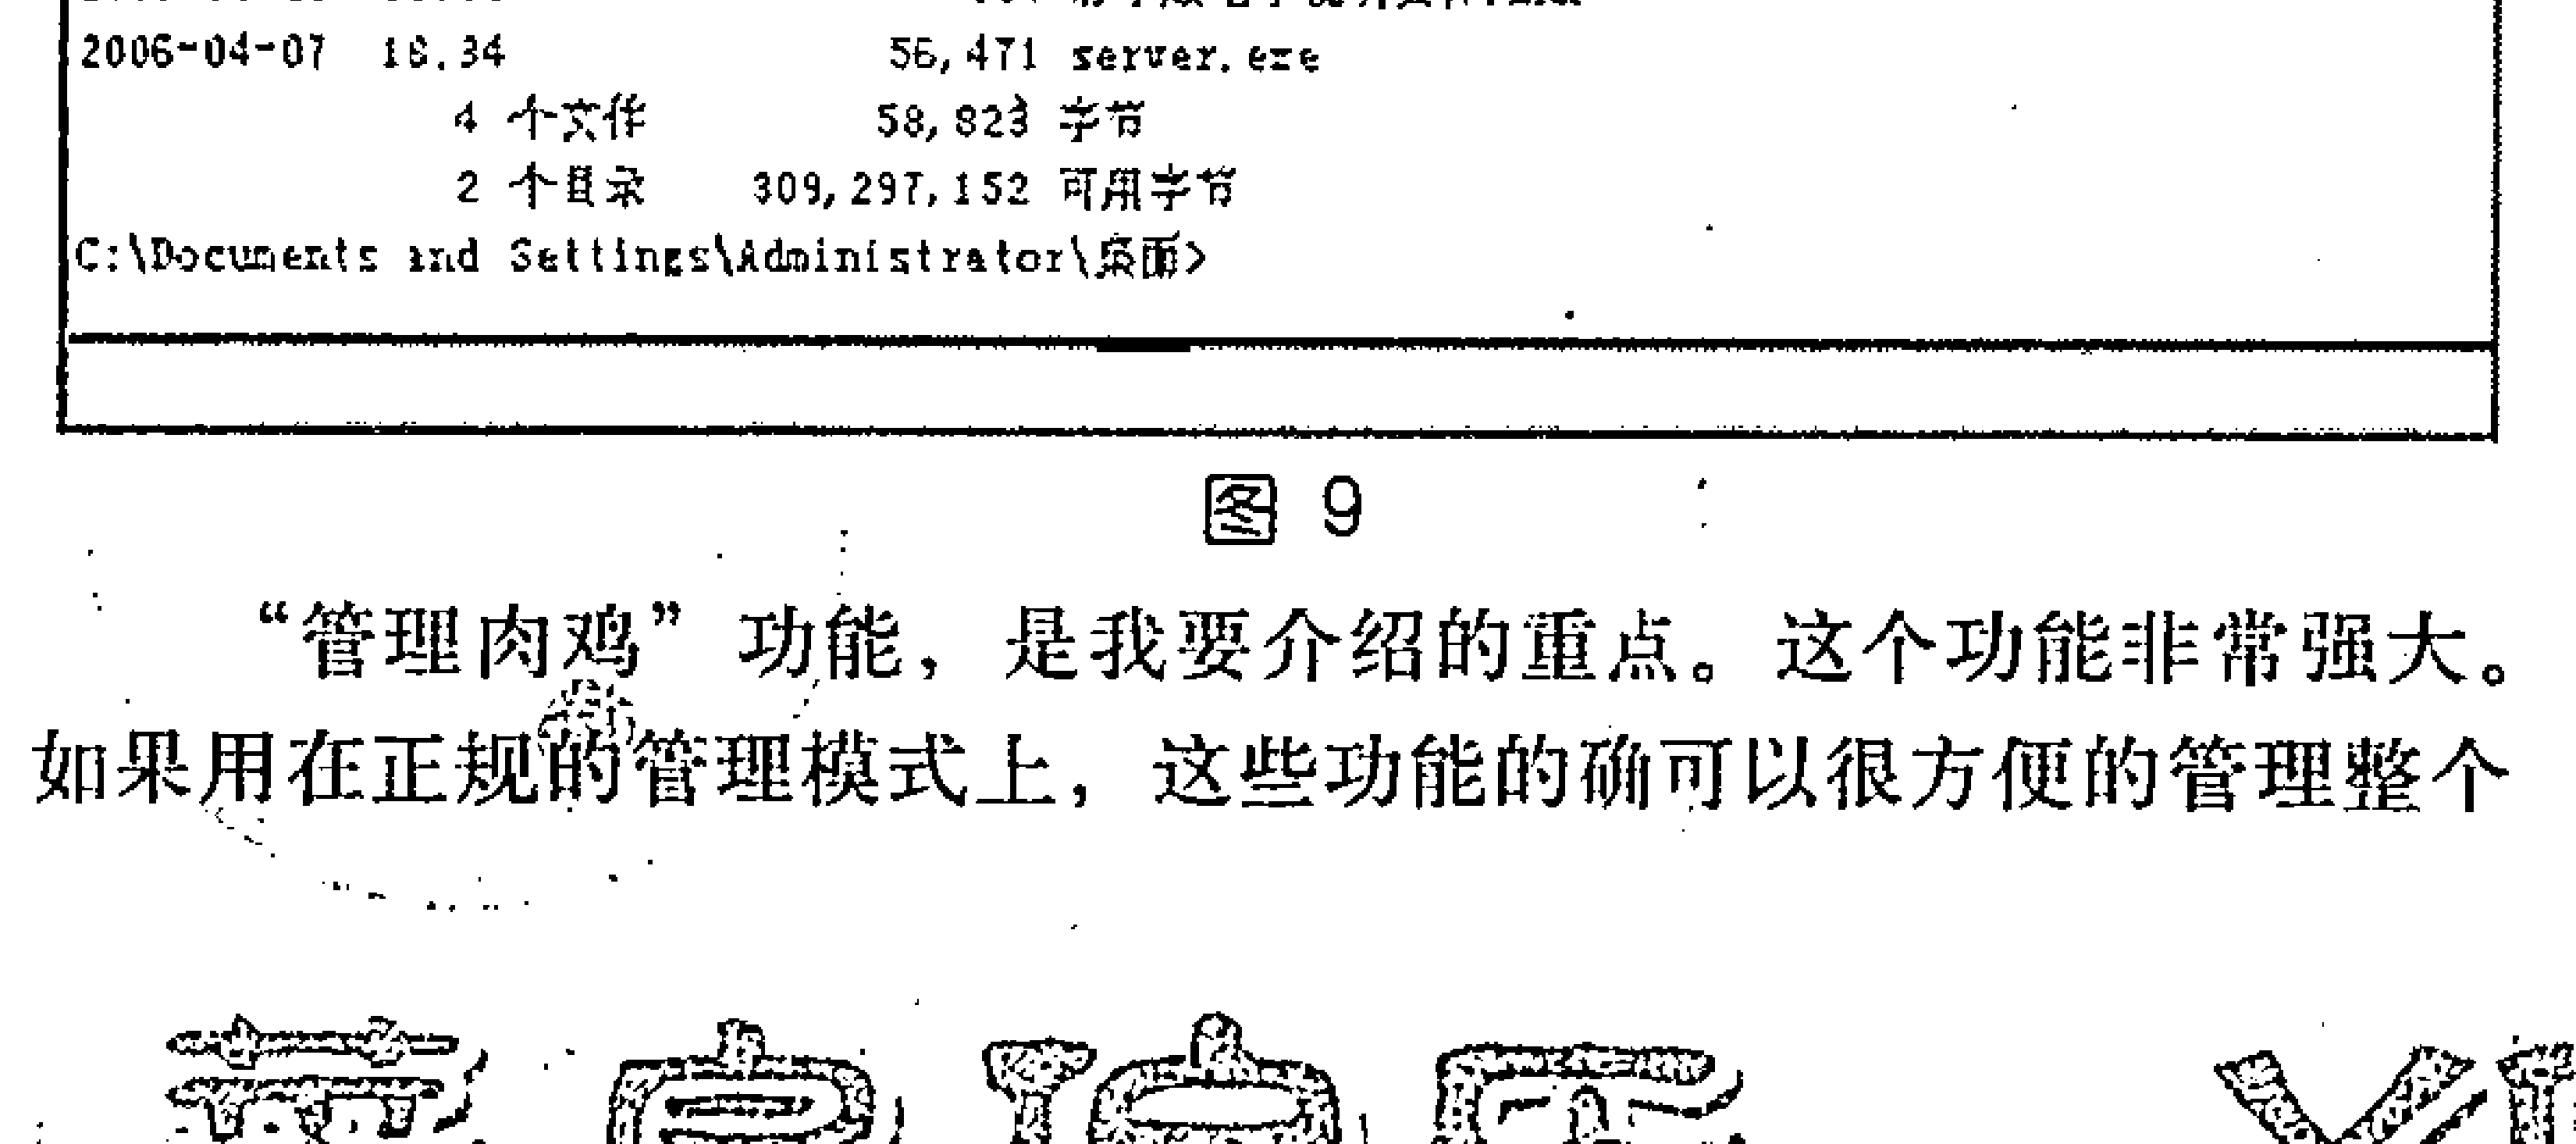 2006-04-07 18.34 56,471 server.exe
4 个文件 58,823 字节
2 个目录 309,297,152 可用字节
C:\Documents and Settings\Administrator\桌面>
图 9
“管理肉鸡”功能，是我要介绍的重点。这个功能非常强大。
如果用在正规的管理模式上，这些功能的确可以很方便的管理整个